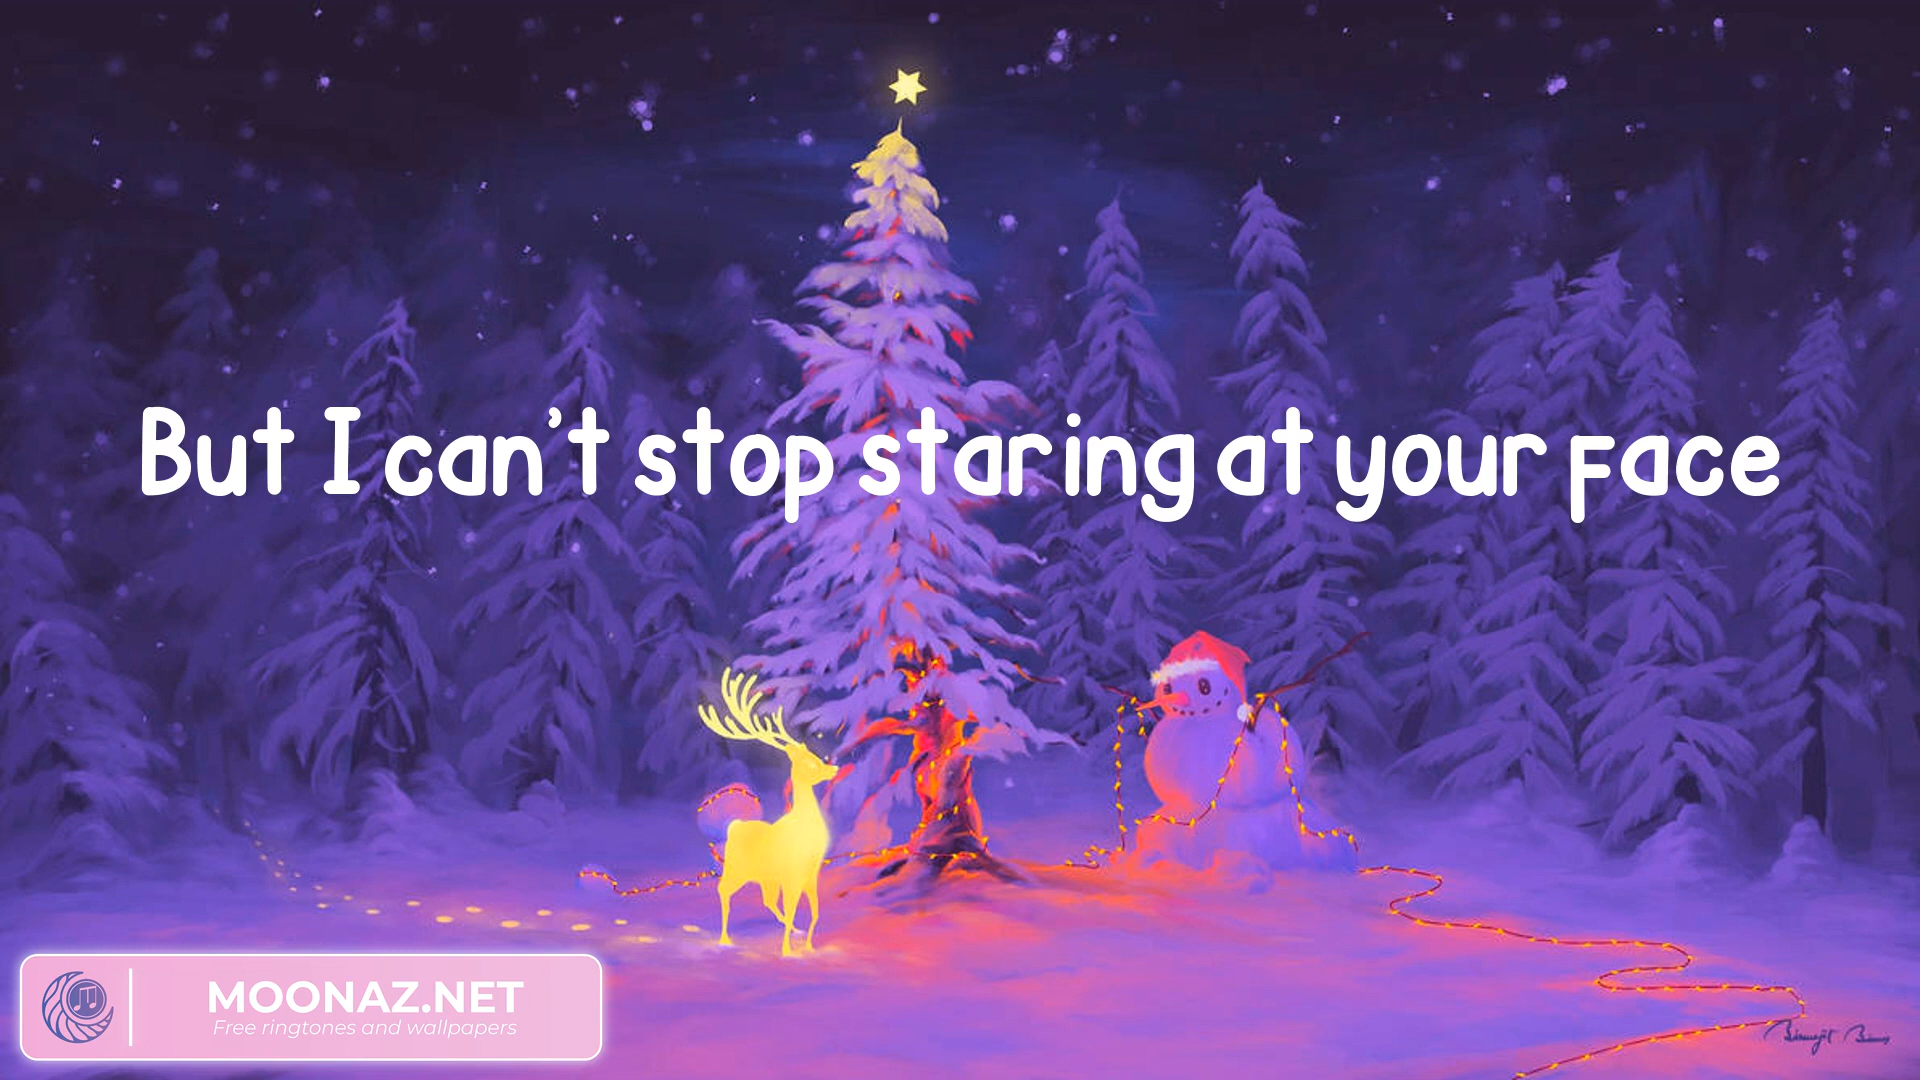 But I can't stop staring at your face
MOONAZ.NET
Free ringtones and wallpapers